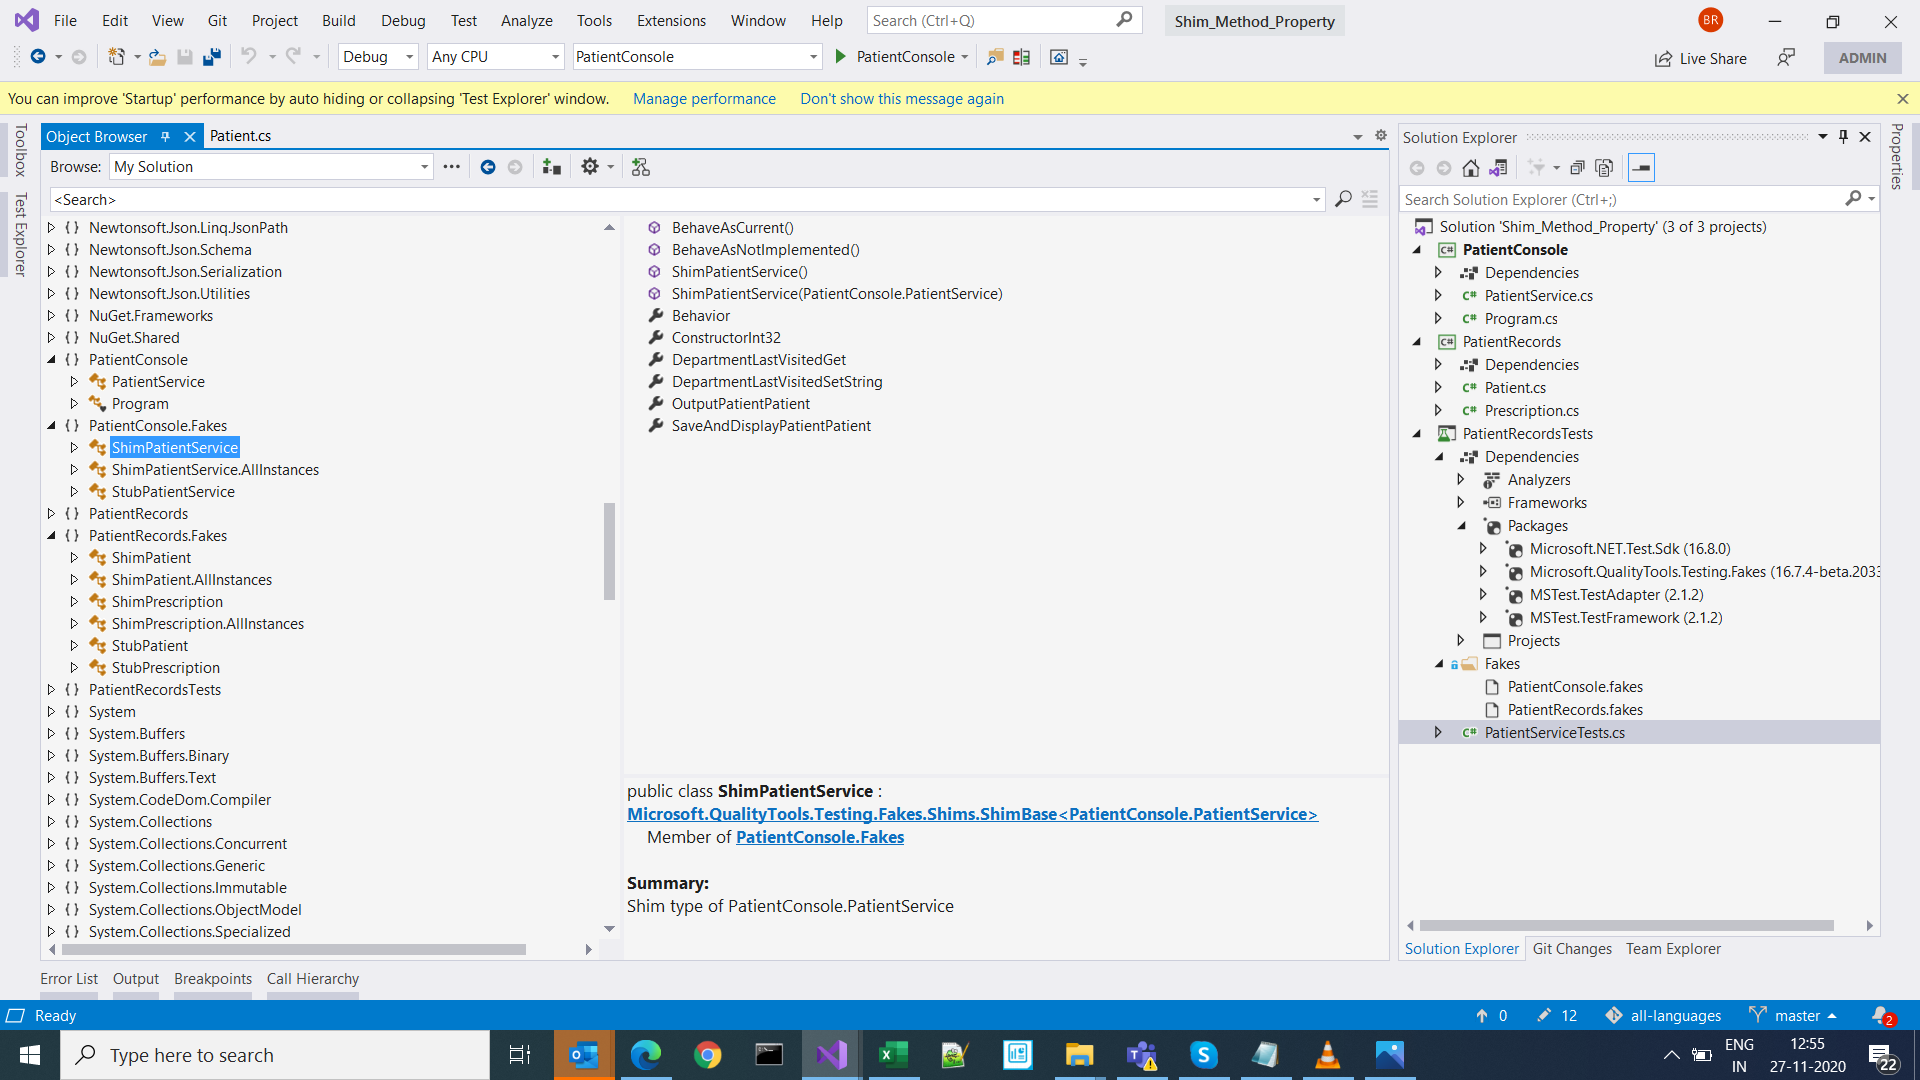 File Edit View Git Project Build Debug Test Analyze Tools Extensions Window Help Search (Ctrl+Q) Shim_Method_Property BR
Debug Any CPU PatientConsole PatientConsole Live Share ADMIN
You can improve 'Startup' performance by auto hiding or collapsing 'Test Explorer' window. Manage performance Don't show this message again
Toolbox
Test Explorer
Object Browser Patient.cs
Browse: My Solution
<Search>
Newtonsoft.Json.Linq.JsonPath
Newtonsoft.Json.Schema
Newtonsoft.Json.Serialization
Newtonsoft.Json.Utilities
NuGet.Frameworks
NuGet.Shared
PatientConsole
PatientService
Program
PatientConsole.Fakes
ShimPatientService
ShimPatientService.AllInstances
StubPatientService
PatientRecords
PatientRecords.Fakes
ShimPatient
ShimPatient.AllInstances
ShimPrescription
ShimPrescription.AllInstances
StubPatient
StubPrescription
PatientRecordsTests
System
System.Buffers
System.Buffers.Binary
System.Buffers.Text
System.CodeDom.Compiler
System.Collections
System.Collections.Concurrent
System.Collections.Generic
System.Collections.Immutable
System.Collections.ObjectModel
System.Collections.Specialized
BehaveAsCurrent()
BehaveAsNotImplemented()
ShimPatientService()
ShimPatientService(PatientConsole.PatientService)
Behavior
ConstructorInt32
DepartmentLastVisitedGet
DepartmentLastVisitedSetString
OutputPatientPatient
SaveAndDisplayPatientPatient
public class ShimPatientService :
Microsoft.QualityTools.Testing.Fakes.Shims.ShimBase<PatientConsole.PatientService>
Member of PatientConsole.Fakes
Summary:
Shim type of PatientConsole.PatientService
Solution Explorer
Search Solution Explorer (Ctrl+;)
Solution 'Shim_Method_Property' (3 of 3 projects)
PatientConsole
Dependencies
PatientService.cs
Program.cs
PatientRecords
Dependencies
Patient.cs
Prescription.cs
PatientRecordsTests
Dependencies
Analyzers
Frameworks
Packages
Microsoft.NET.Test.Sdk (16.8.0)
Microsoft.QualityTools.Testing.Fakes (16.7.4-beta.2033
MSTest.TestAdapter (2.1.2)
MSTest.TestFramework (2.1.2)
Projects
Fakes
PatientConsole.fakes
PatientRecords.fakes
PatientServiceTests.cs
Solution Explorer Git Changes Team Explorer
Properties
Error List Output Breakpoints Call Hierarchy
Ready 0 12 all-languages master 2
Type here to search
ENG
IN
12:55
27-11-2020
22